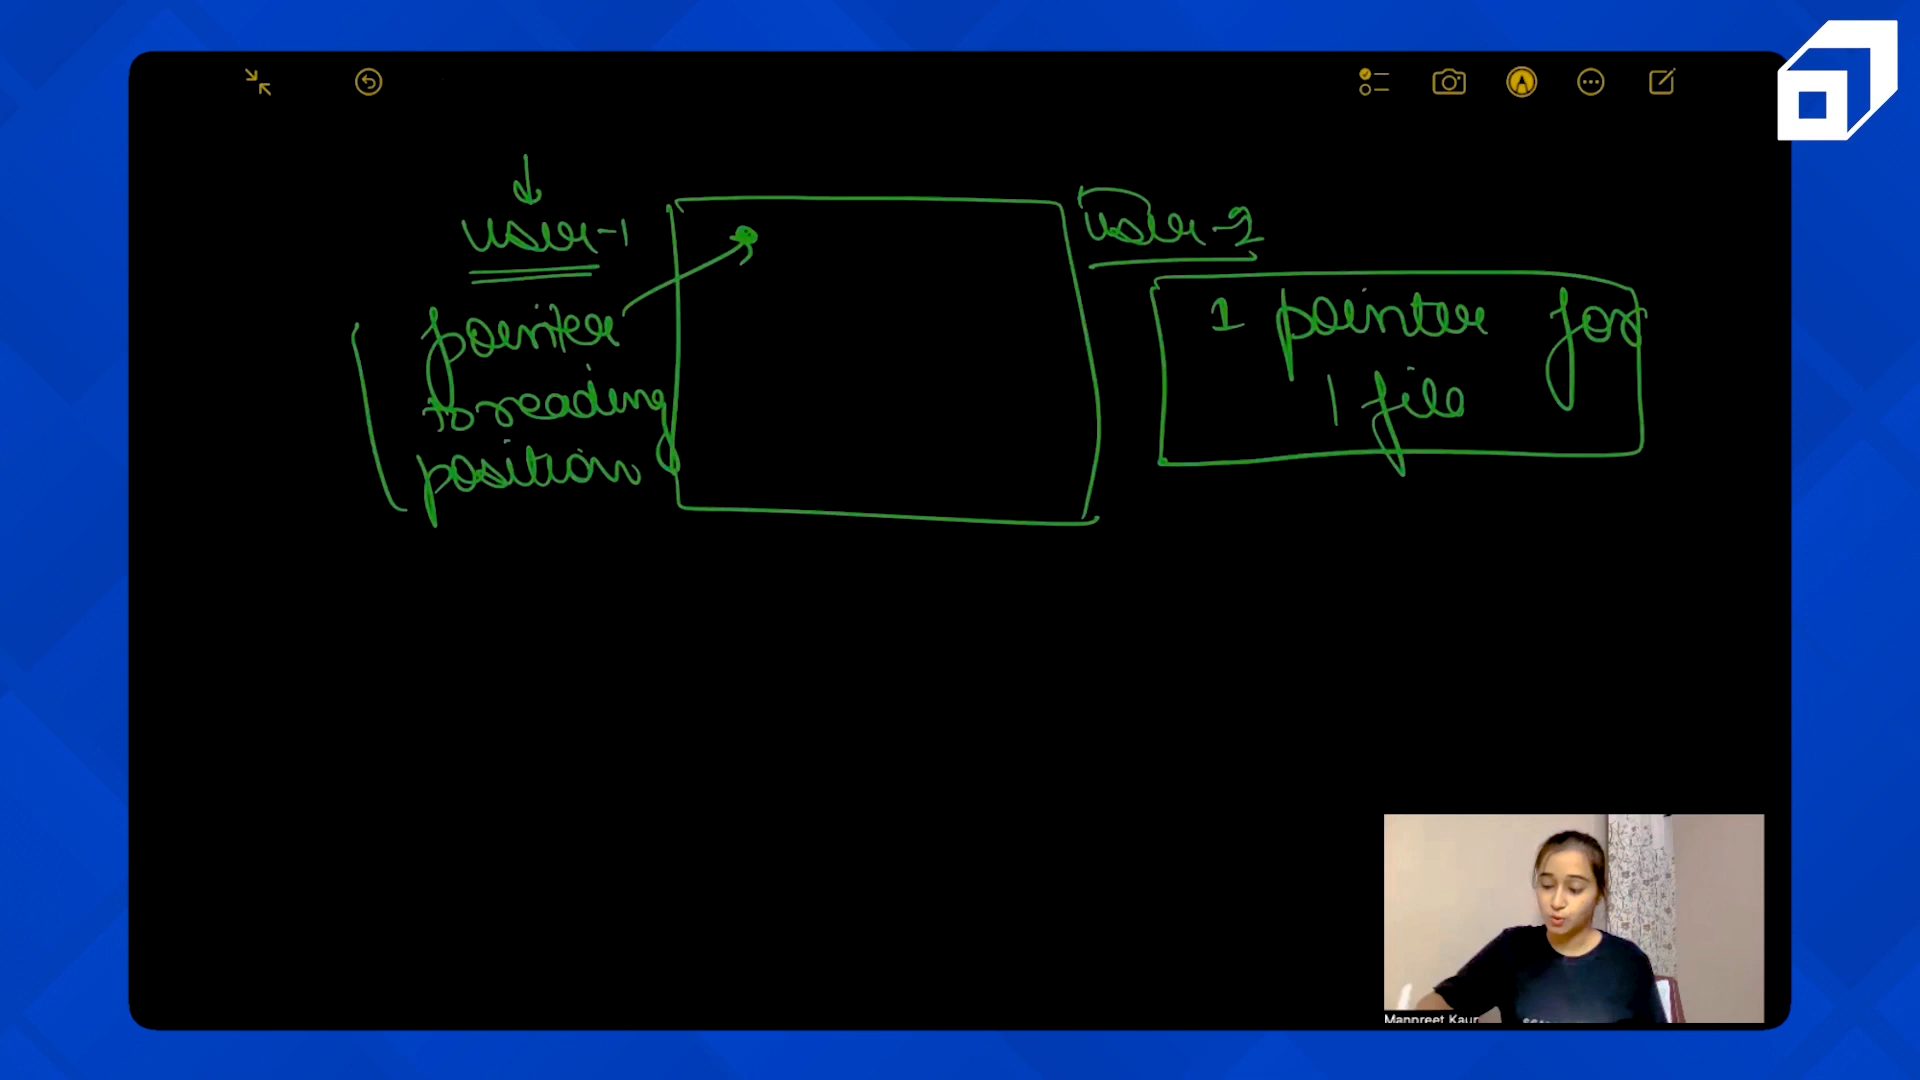 user-1
user-2
pointer
to reading
position
1 pointer for
1 file
Manpreet Kaur